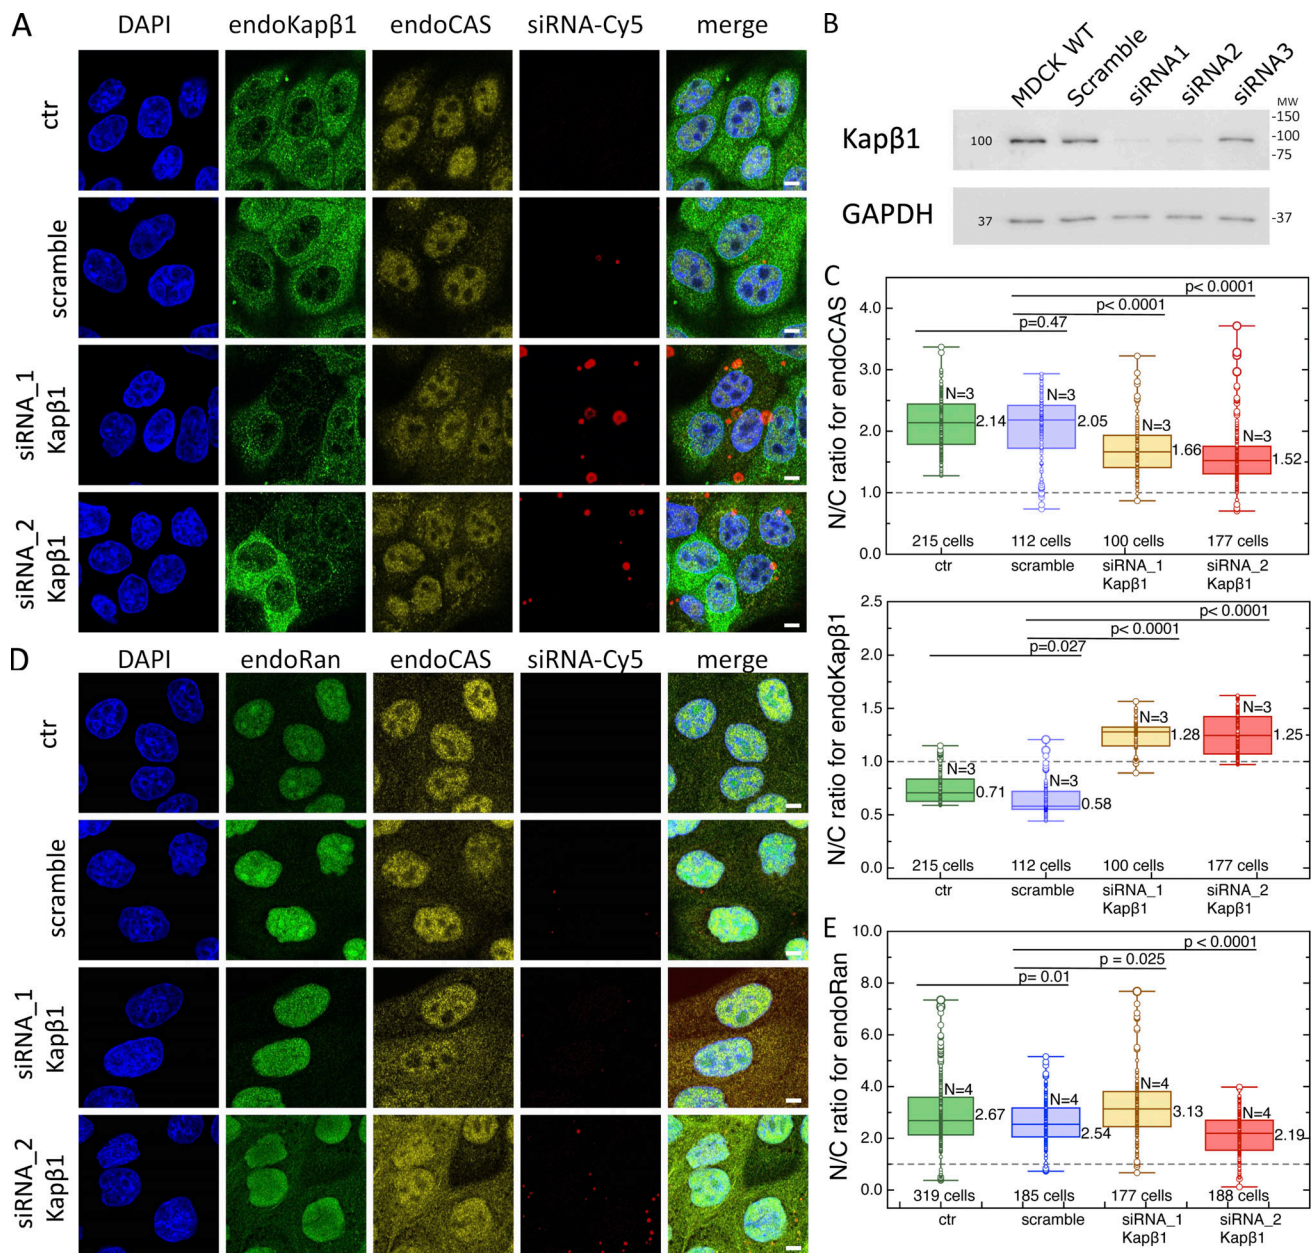 A
DAPI endoKapβ1 endoCAS siRNA-Cy5 merge
ctr
scramble
siRNA_1
Kapβ1
siRNA_2
Kapβ1
B
MDCK WT Scramble siRNA1 siRNA2 siRNA3
MW
-150
Kapβ1 100 -100
-75
GAPDH 37 -37
C
N/C ratio for endoCAS
p< 0.0001
p< 0.0001
p=0.47
4.0
3.0
2.0
1.0
0.0
N=3 N=3 N=3 N=3
2.14 2.05 1.66 1.52
215 cells 112 cells 100 cells 177 cells
ctr scramble siRNA_1 siRNA_2
Kapβ1 Kapβ1
N/C ratio for endoKapβ1
2.5
2.0
1.5
1.0
0.5
0.0
p< 0.0001
p< 0.0001
p=0.027
N=3 N=3 N=3 N=3
0.71 0.58 1.28 1.25
215 cells 112 cells 100 cells 177 cells
ctr scramble siRNA_1 siRNA_2
Kapβ1 Kapβ1
D
DAPI endoRan endoCAS siRNA-Cy5 merge
ctr
scramble
siRNA_1
Kapβ1
siRNA_2
Kapβ1
E
N/C ratio for endoRan
10.0
8.0
6.0
4.0
2.0
0.0
p < 0.0001
p = 0.025
p= 0.01
N=4 N=4 N=4 N=4
2.67 2.54 3.13 2.19
319 cells 185 cells 177 cells 188 cells
ctr scramble siRNA_1 siRNA_2
Kapβ1 Kapβ1